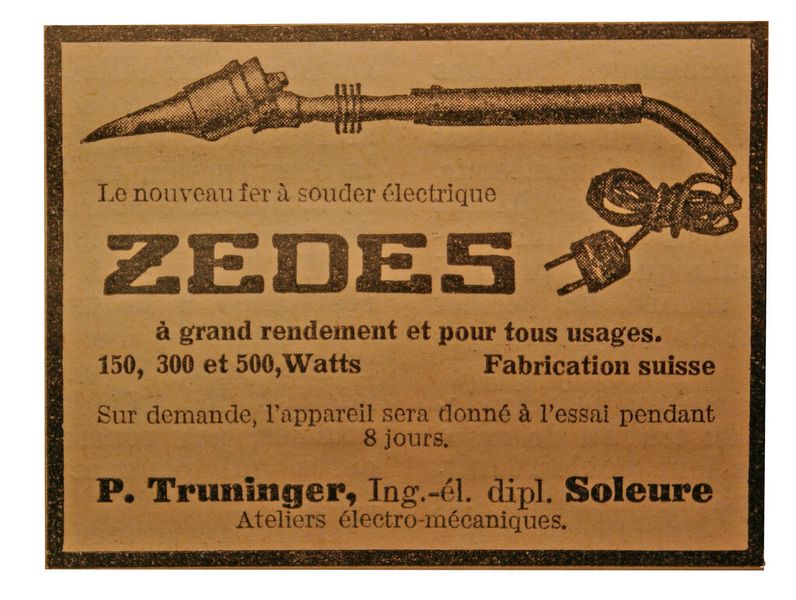 Le nouveau fer à souder électrique
ZEDES
à grand rendement et pour tous usages.
150, 300 et 500, Watts Fabrication suisse
Sur demande, l'appareil sera donné à l'essai pendant
8 jours.
P. Truninger, Ing.-él. dipl. Soleure
Ateliers électro-mécaniques.